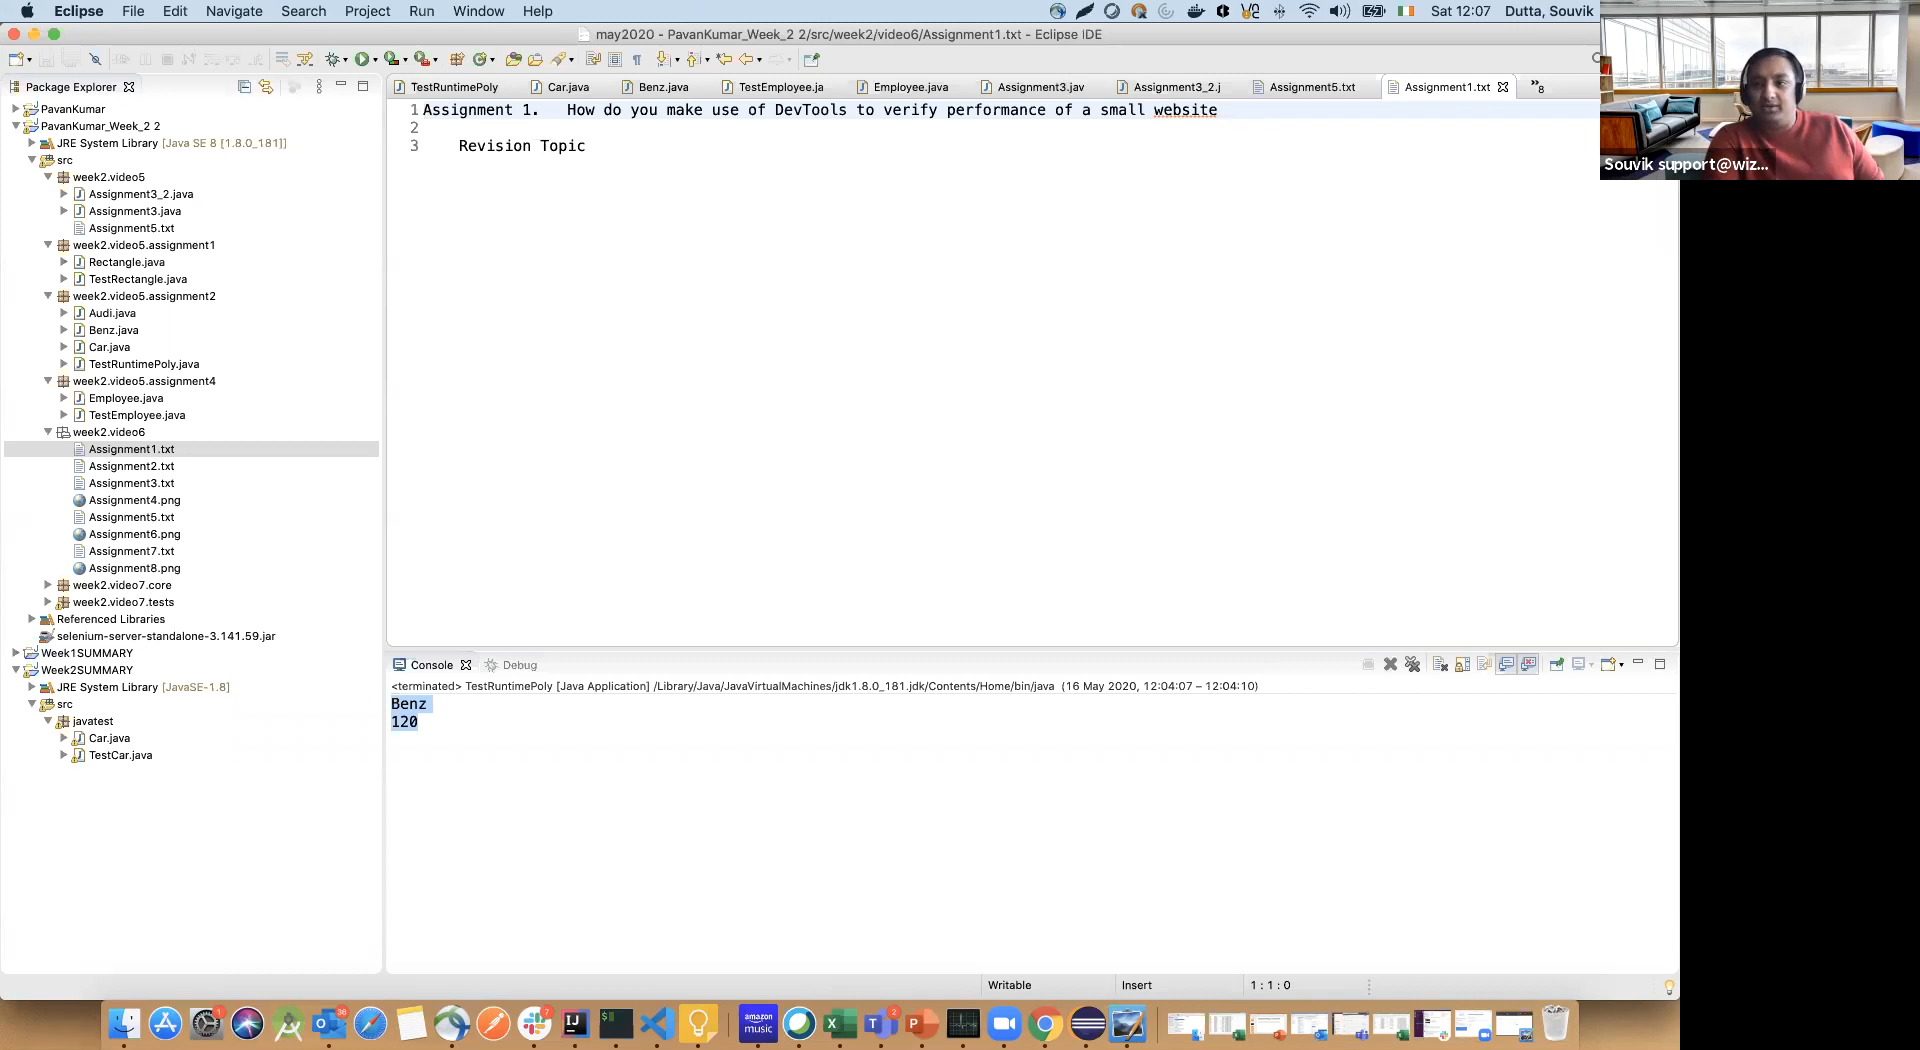 Eclipse File Edit Navigate Search Project Run Window Help
Sat 12:07 Dutta, Souvik
may2020 - PavanKumar_Week_2 2/src/week2/video6/Assignment1.txt - Eclipse IDE
Package Explorer
PavanKumar
PavanKumar_Week_2 2
JRE System Library [Java SE 8 [1.8.0_181]]
src
week2.video5
Assignment3_2.java
Assignment3.java
Assignment5.txt
week2.video5.assignment1
Rectangle.java
TestRectangle.java
week2.video5.assignment2
Audi.java
Benz.java
Car.java
TestRuntimePoly.java
week2.video5.assignment4
Employee.java
TestEmployee.java
week2.video6
Assignment1.txt
Assignment2.txt
Assignment3.txt
Assignment4.png
Assignment5.txt
Assignment6.png
Assignment7.txt
Assignment8.png
week2.video7.core
week2.video7.tests
Referenced Libraries
selenium-server-standalone-3.141.59.jar
Week1SUMMARY
Week2SUMMARY
JRE System Library [JavaSE-1.8]
src
javatest
Car.java
TestCar.java
TestRuntimePoly Car.java Benz.java TestEmployee.ja Employee.java Assignment3.jav Assignment3_2.j Assignment5.txt Assignment1.txt »8
1 Assignment 1. How do you make use of DevTools to verify performance of a small website
2
3 Revision Topic
Console Debug
<terminated> TestRuntimePoly [Java Application] /Library/Java/JavaVirtualMachines/jdk1.8.0_181.jdk/Contents/Home/bin/java (16 May 2020, 12:04:07 – 12:04:10)
Benz
120
Writable Insert 1 : 1 : 0
Souvik support@wiz...
amazon
music